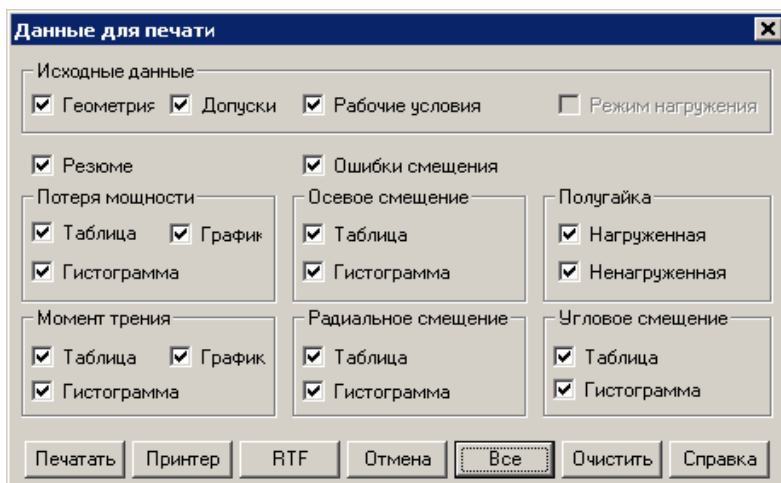 Данные для печати
Исходные данные
Геометрия Допуски Рабочие условия Режим нагружения
Резюме Ошибки смещения
Потеря мощности Осевое смещение Полугайка
Таблица График Таблица Нагруженная
Гистограмма Гистограмма Ненагруженная
Момент трения Радиальное смещение Угловое смещение
Таблица График Таблица Таблица
Гистограмма Гистограмма Гистограмма
Печатать Принтер RTF Отмена Все Очистить Справка